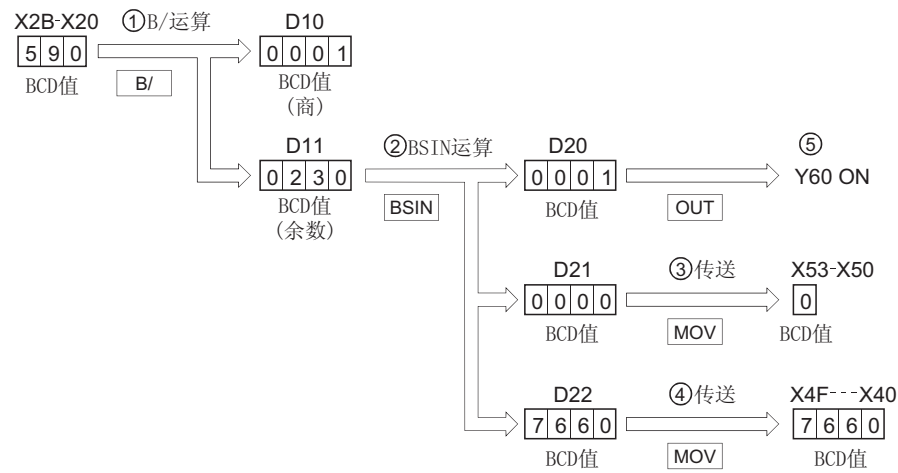 X2B-X20 ①B/运算 D10
5 9 0 0 0 0 1
BCD值 B/ BCD值
(商)
D11 ②BSIN运算 D20 ⑤
0 2 3 0 0 0 0 1 Y60 ON
BCD值 BSIN BCD值 OUT
(余数)
D21 ③传送 X53-X50
0 0 0 0 0
BCD值 MOV BCD值
D22 ④传送 X4F---X40
7 6 6 0 7 6 6 0
BCD值 MOV BCD值